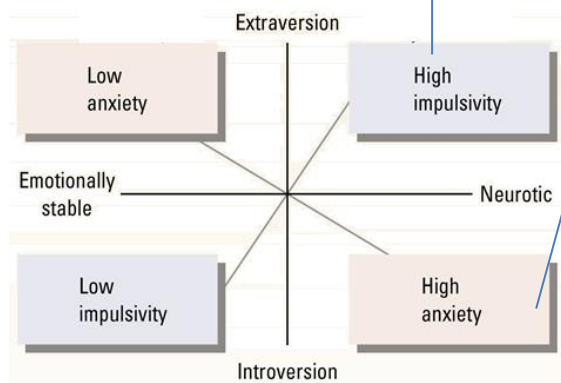 Extraversion
Low
anxiety
High
impulsivity
Emotionally
stable
Neurotic
Low
impulsivity
High
anxiety
Introversion